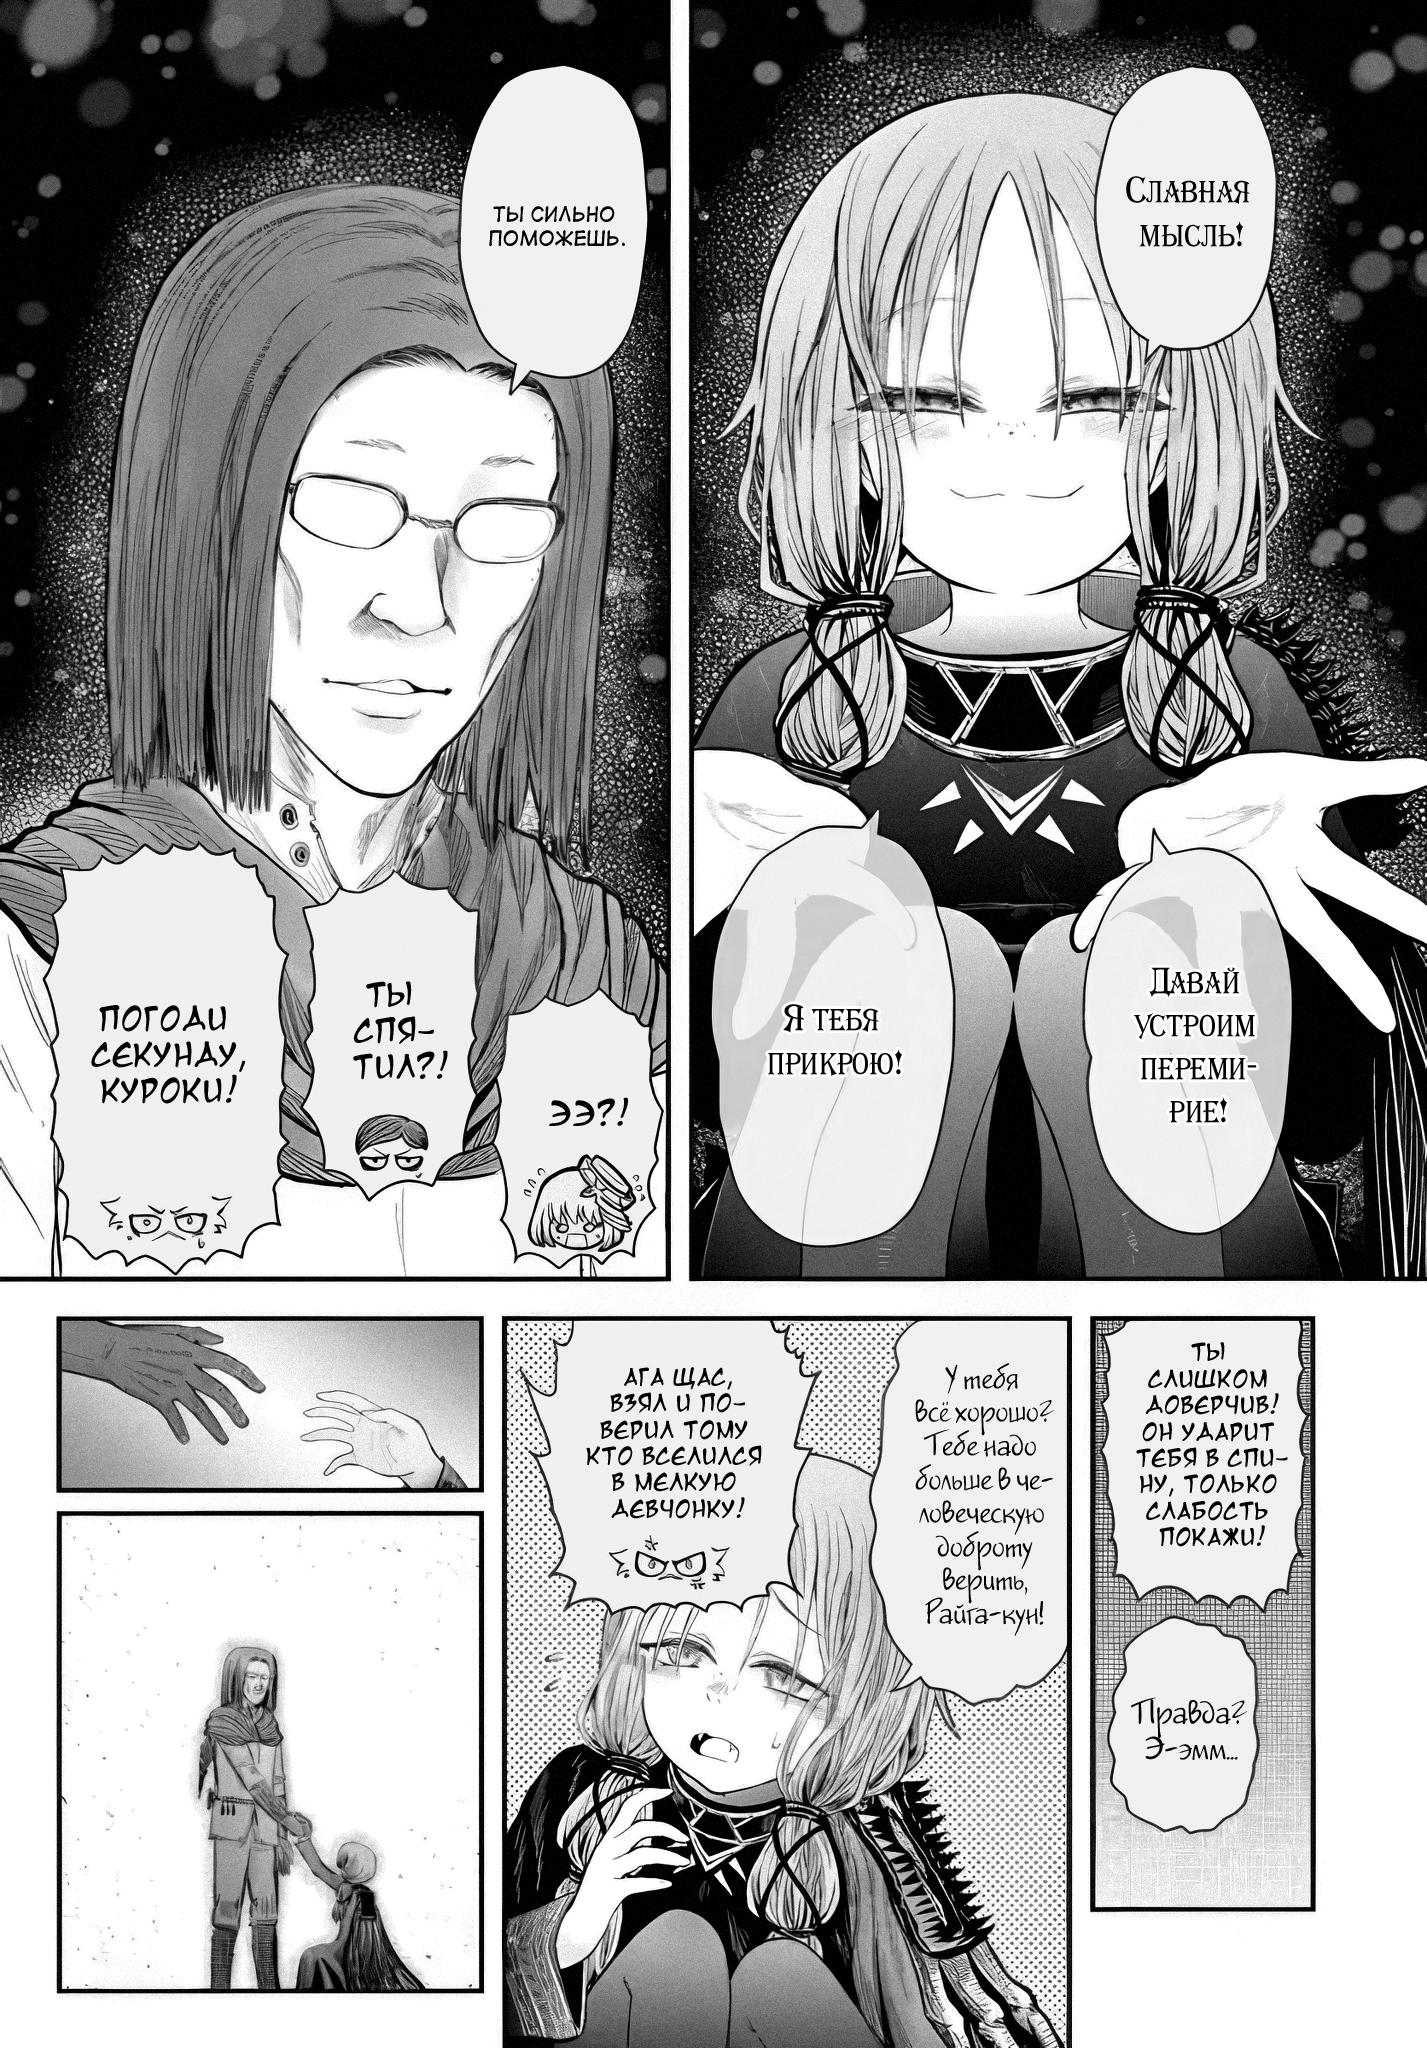 Славная
мысль!
Давай
устроим
переми-
рие!
Я тебя
прикрою!
ТЫ СИЛЬНО
ПОМОЖЕШЬ.
ЭЭ?!
ТЫ
СПЯ-
ТИЛ?!
ПОГОДИ
СЕКУНДУ,
КУРОКИ!
ТЫ
СЛИШКОМ
ДОВЕРЧИВ!
ОН УДАРИТ
ТЕБЯ В СПИ-
НУ, ТОЛЬКО
СЛАБОСТЬ
ПОКАЖИ!
Правда?
Э-эмм...
У тебя
всё хорошо?
Тебе надо
больше в че-
ловеческую
доброту
верить,
Райга-кун!
АГА ЩАС,
ВЗЯЛ И ПО-
ВЕРИЛ ТОМУ
КТО ВСЕЛИЛСЯ
В МЕЛКУЮ
ДЕВЧОНКУ!